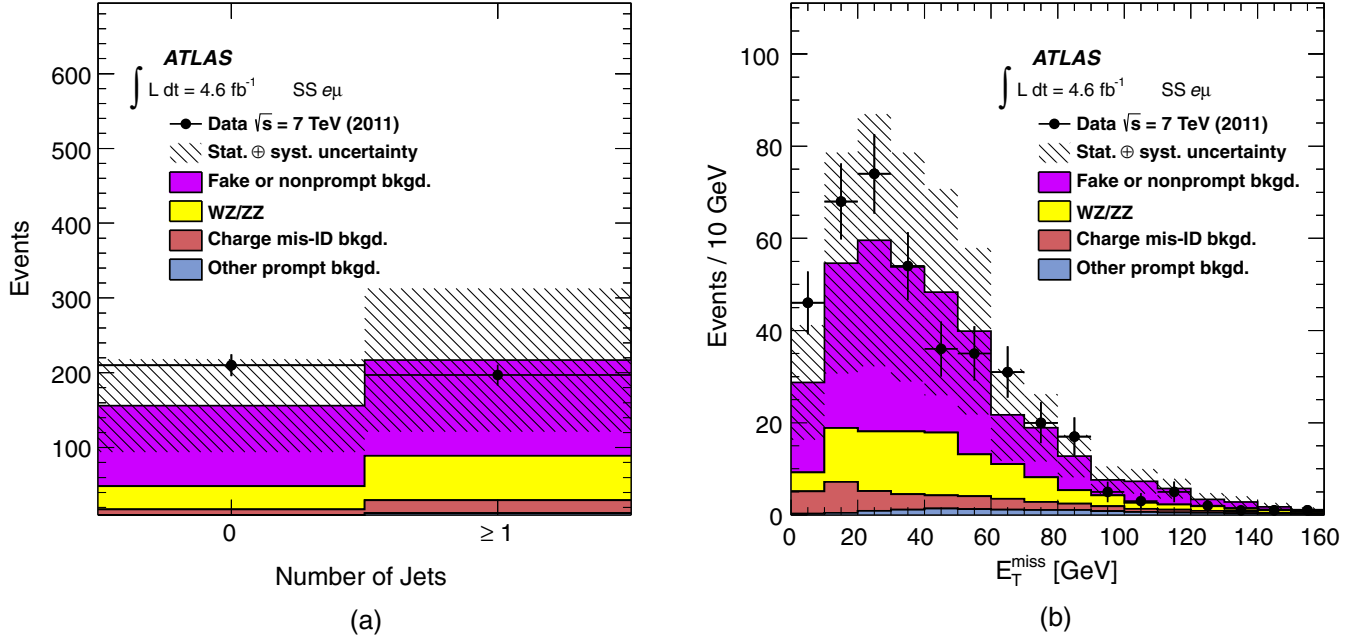 ATLAS
∫ L dt = 4.6 fb⁻¹ SS eμ
Data √s = 7 TeV (2011)
Stat. ⊕ syst. uncertainty
Fake or nonprompt bkgd.
WZ/ZZ
Charge mis-ID bkgd.
Other prompt bkgd.
Events
600
500
400
300
200
100
0 ≥ 1
Number of Jets
(a)
ATLAS
∫ L dt = 4.6 fb⁻¹ SS eμ
Data √s = 7 TeV (2011)
Stat. ⊕ syst. uncertainty
Fake or nonprompt bkgd.
WZ/ZZ
Charge mis-ID bkgd.
Other prompt bkgd.
Events / 10 GeV
100
80
60
40
20
0
0 20 40 60 80 100 120 140 160
E_T^miss [GeV]
(b)